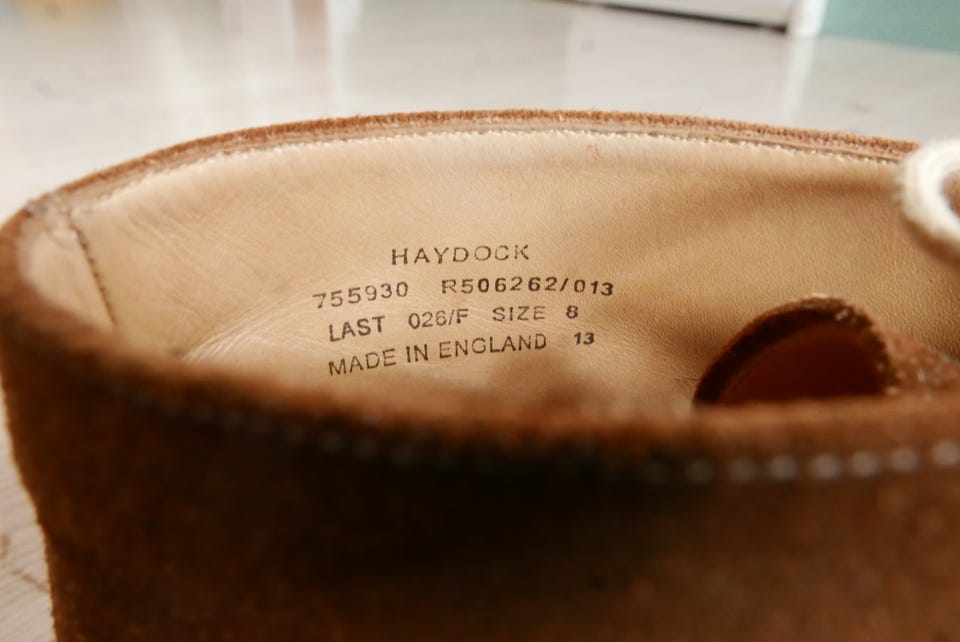 HAYDOCK
755930 R506262/013
LAST 026/F SIZE 8
MADE IN ENGLAND 13